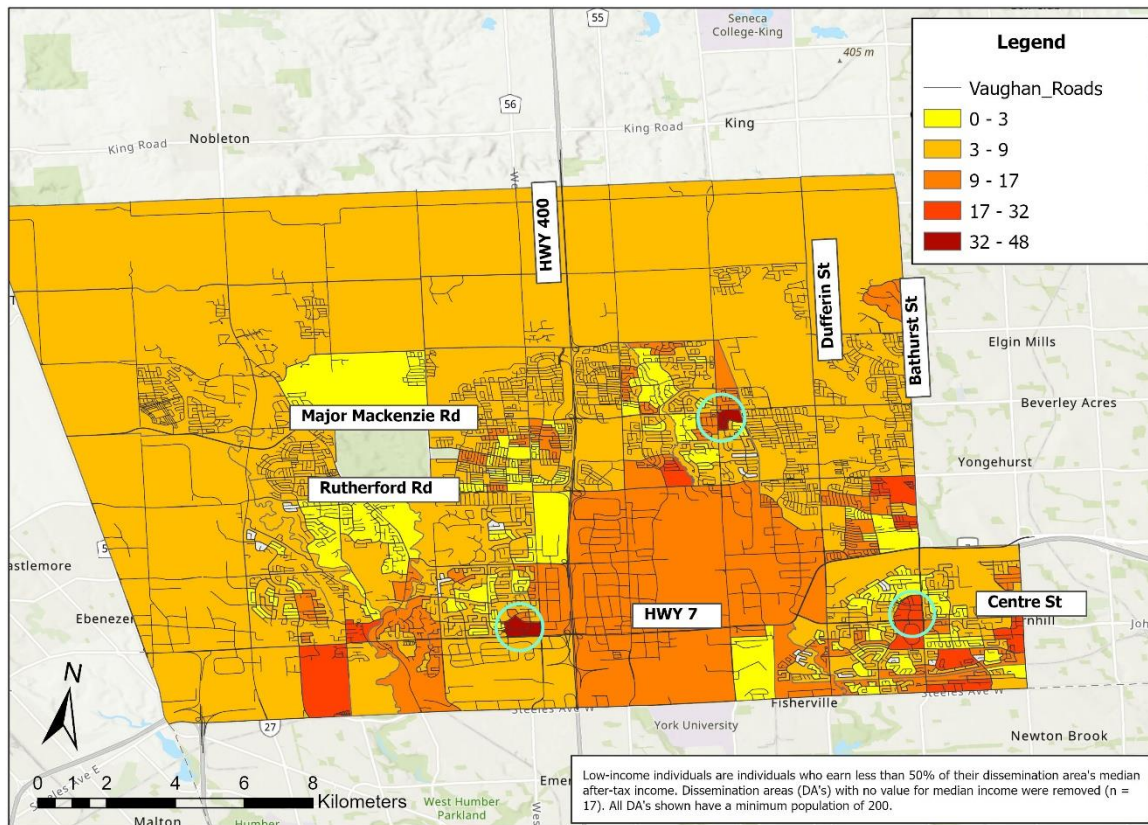 55
Seneca
College-King
405 m
56
Nobleton
King Road
King Road
King
HWY 400
Dufferin St
Bathurst St
Elgin Mills
Major Mackenzie Rd
Beverley Acres
Yongehurst
Rutherford Rd
Ebenezer
HWY 7
Centre St
Steeles Ave W
Fisherville
27
York University
Newton Brook
N
0 1 2 4 6 8
Kilometers
Steeles Ave E
Malton
West Humber
Parkland
Humber
Legend
Vaughan_Roads
0 - 3
3 - 9
9 - 17
17 - 32
32 - 48
Low-income individuals are individuals who earn less than 50% of their dissemination area's median
after-tax income. Dissemination areas (DA's) with no value for median income were removed (n =
17). All DA's shown have a minimum population of 200.